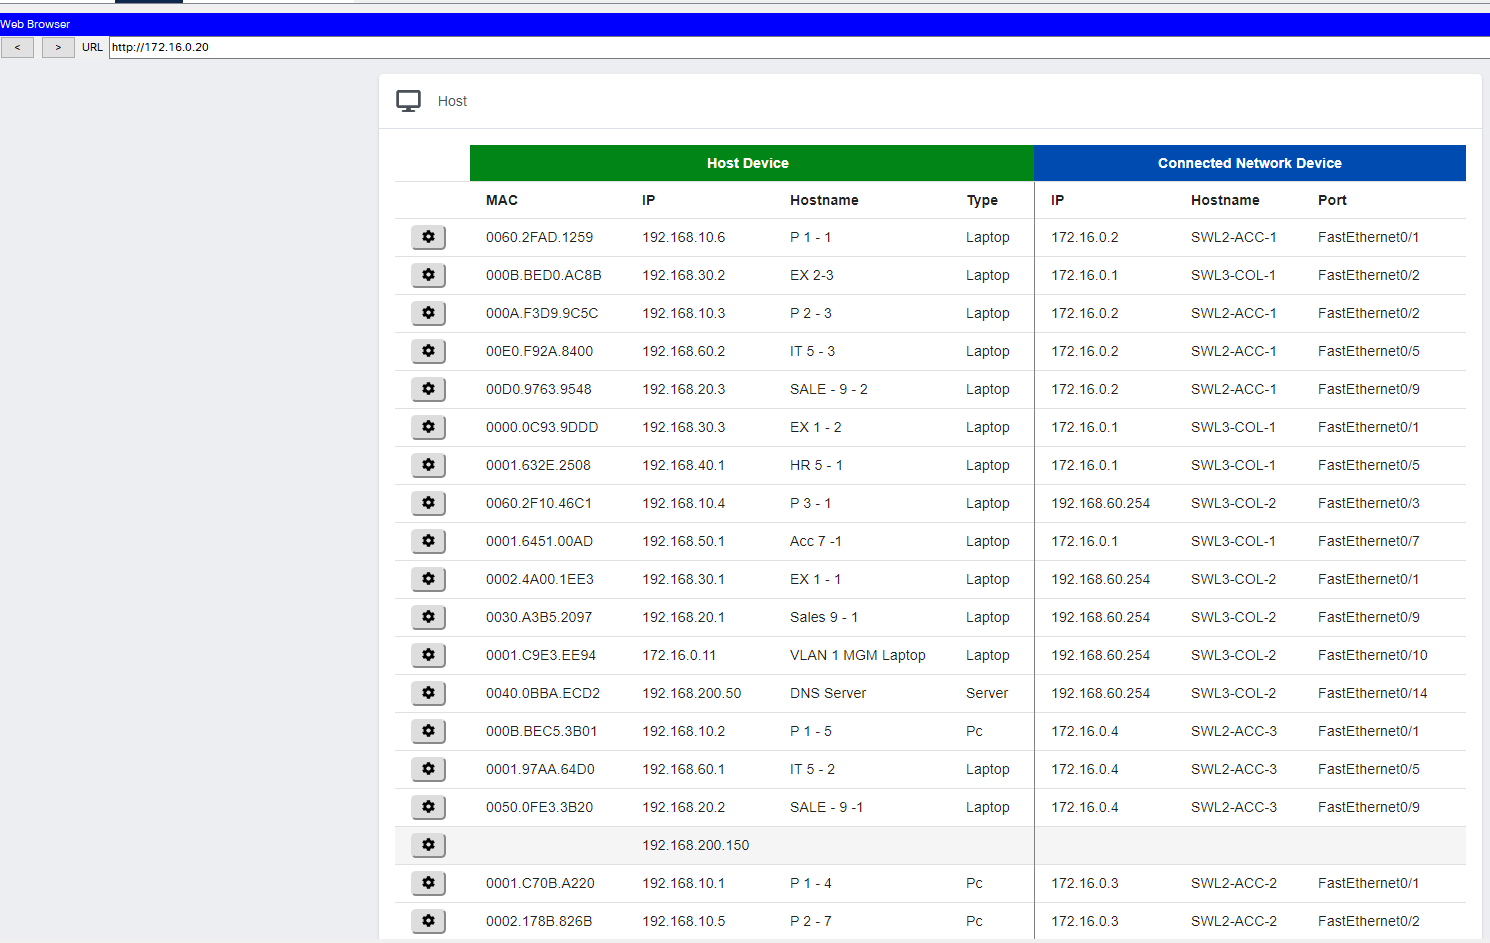 Web Browser
< > URL http://172.16.0.20
Host
Host Device Connected Network Device
MAC IP Hostname Type IP Hostname Port
0060.2FAD.1259 192.168.10.6 P 1 - 1 Laptop 172.16.0.2 SWL2-ACC-1 FastEthernet0/1
000B.BED0.AC8B 192.168.30.2 EX 2-3 Laptop 172.16.0.1 SWL3-COL-1 FastEthernet0/2
000A.F3D9.9C5C 192.168.10.3 P 2 - 3 Laptop 172.16.0.2 SWL2-ACC-1 FastEthernet0/2
00E0.F92A.8400 192.168.60.2 IT 5 - 3 Laptop 172.16.0.2 SWL2-ACC-1 FastEthernet0/5
00D0.9763.9548 192.168.20.3 SALE - 9 - 2 Laptop 172.16.0.2 SWL2-ACC-1 FastEthernet0/9
0000.0C93.9DDD 192.168.30.3 EX 1 - 2 Laptop 172.16.0.1 SWL3-COL-1 FastEthernet0/1
0001.632E.2508 192.168.40.1 HR 5 - 1 Laptop 172.16.0.1 SWL3-COL-1 FastEthernet0/5
0060.2F10.46C1 192.168.10.4 P 3 - 1 Laptop 192.168.60.254 SWL3-COL-2 FastEthernet0/3
0001.6451.00AD 192.168.50.1 Acc 7 -1 Laptop 172.16.0.1 SWL3-COL-1 FastEthernet0/7
0002.4A00.1EE3 192.168.30.1 EX 1 - 1 Laptop 192.168.60.254 SWL3-COL-2 FastEthernet0/1
0030.A3B5.2097 192.168.20.1 Sales 9 - 1 Laptop 192.168.60.254 SWL3-COL-2 FastEthernet0/9
0001.C9E3.EE94 172.16.0.11 VLAN 1 MGM Laptop Laptop 192.168.60.254 SWL3-COL-2 FastEthernet0/10
0040.0BBA.ECD2 192.168.200.50 DNS Server Server 192.168.60.254 SWL3-COL-2 FastEthernet0/14
000B.BEC5.3B01 192.168.10.2 P 1 - 5 Pc 172.16.0.4 SWL2-ACC-3 FastEthernet0/1
0001.97AA.64D0 192.168.60.1 IT 5 - 2 Laptop 172.16.0.4 SWL2-ACC-3 FastEthernet0/5
0050.0FE3.3B20 192.168.20.2 SALE - 9 -1 Laptop 172.16.0.4 SWL2-ACC-3 FastEthernet0/9
192.168.200.150
0001.C70B.A220 192.168.10.1 P 1 - 4 Pc 172.16.0.3 SWL2-ACC-2 FastEthernet0/1
0002.178B.826B 192.168.10.5 P 2 - 7 Pc 172.16.0.3 SWL2-ACC-2 FastEthernet0/2